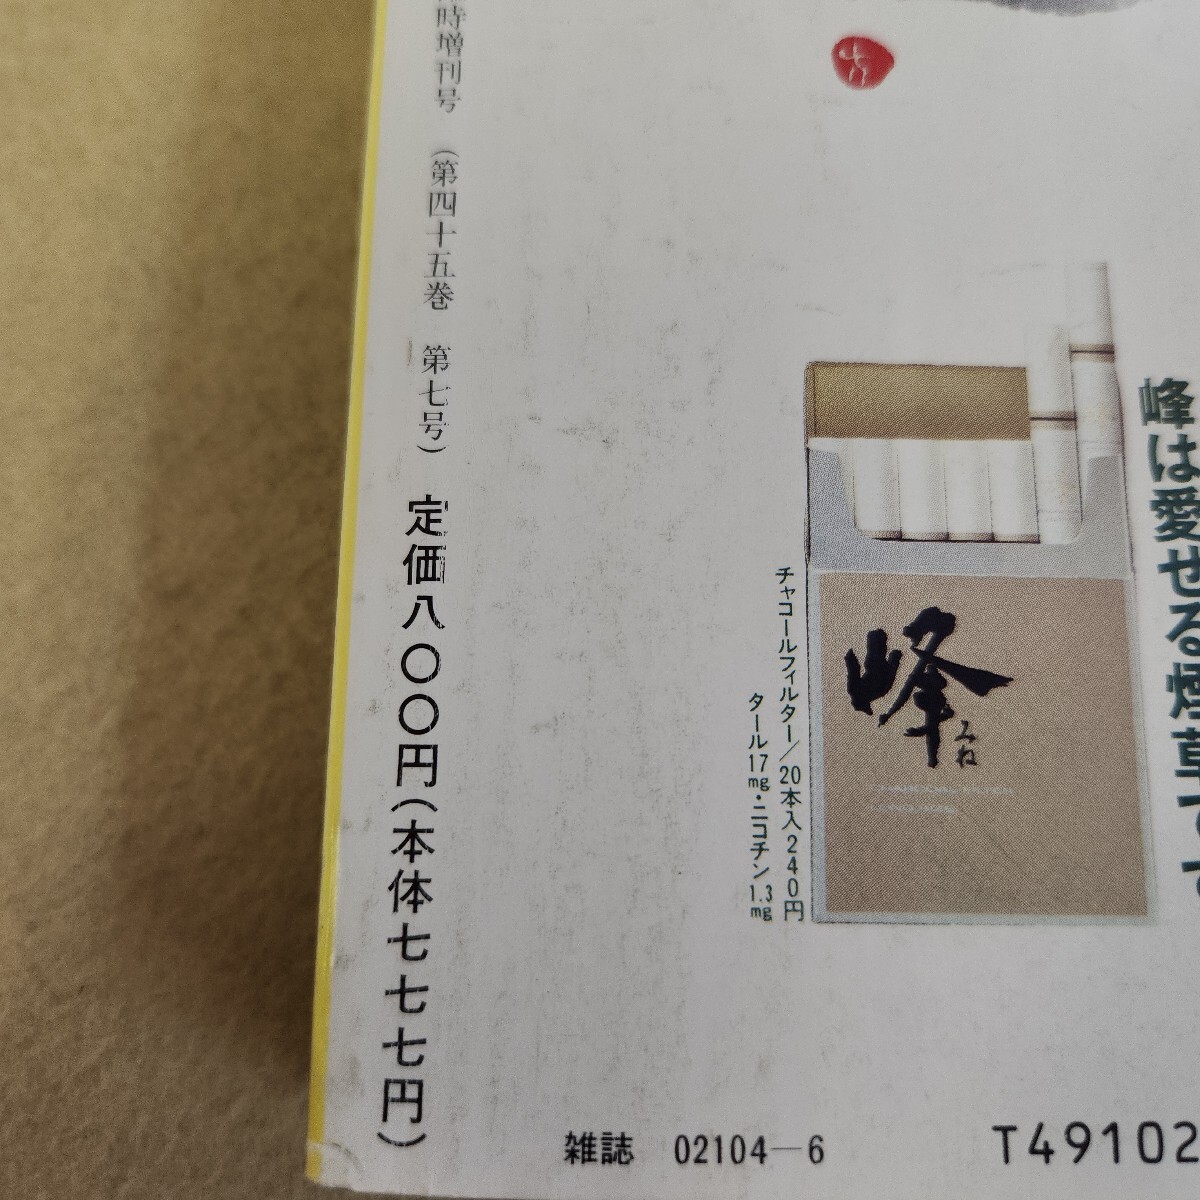 峰は愛せる煙草です
峰
みね
チャコールフィルター/20本入240円
タール17mg・ニコチン1.3mg
時増刊号 (第四十五巻 第七号) 定価八〇〇円(本体七七七円)
雑誌 02104-6
T49102